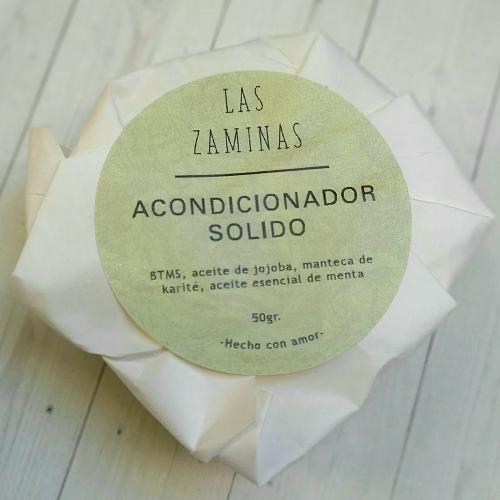 LAS
ZAMINAS
ACONDICIONADOR
SOLIDO
BTMS, aceite de jojoba, manteca de
karité, aceite esencial de menta
50gr.
-Hecho con amor-